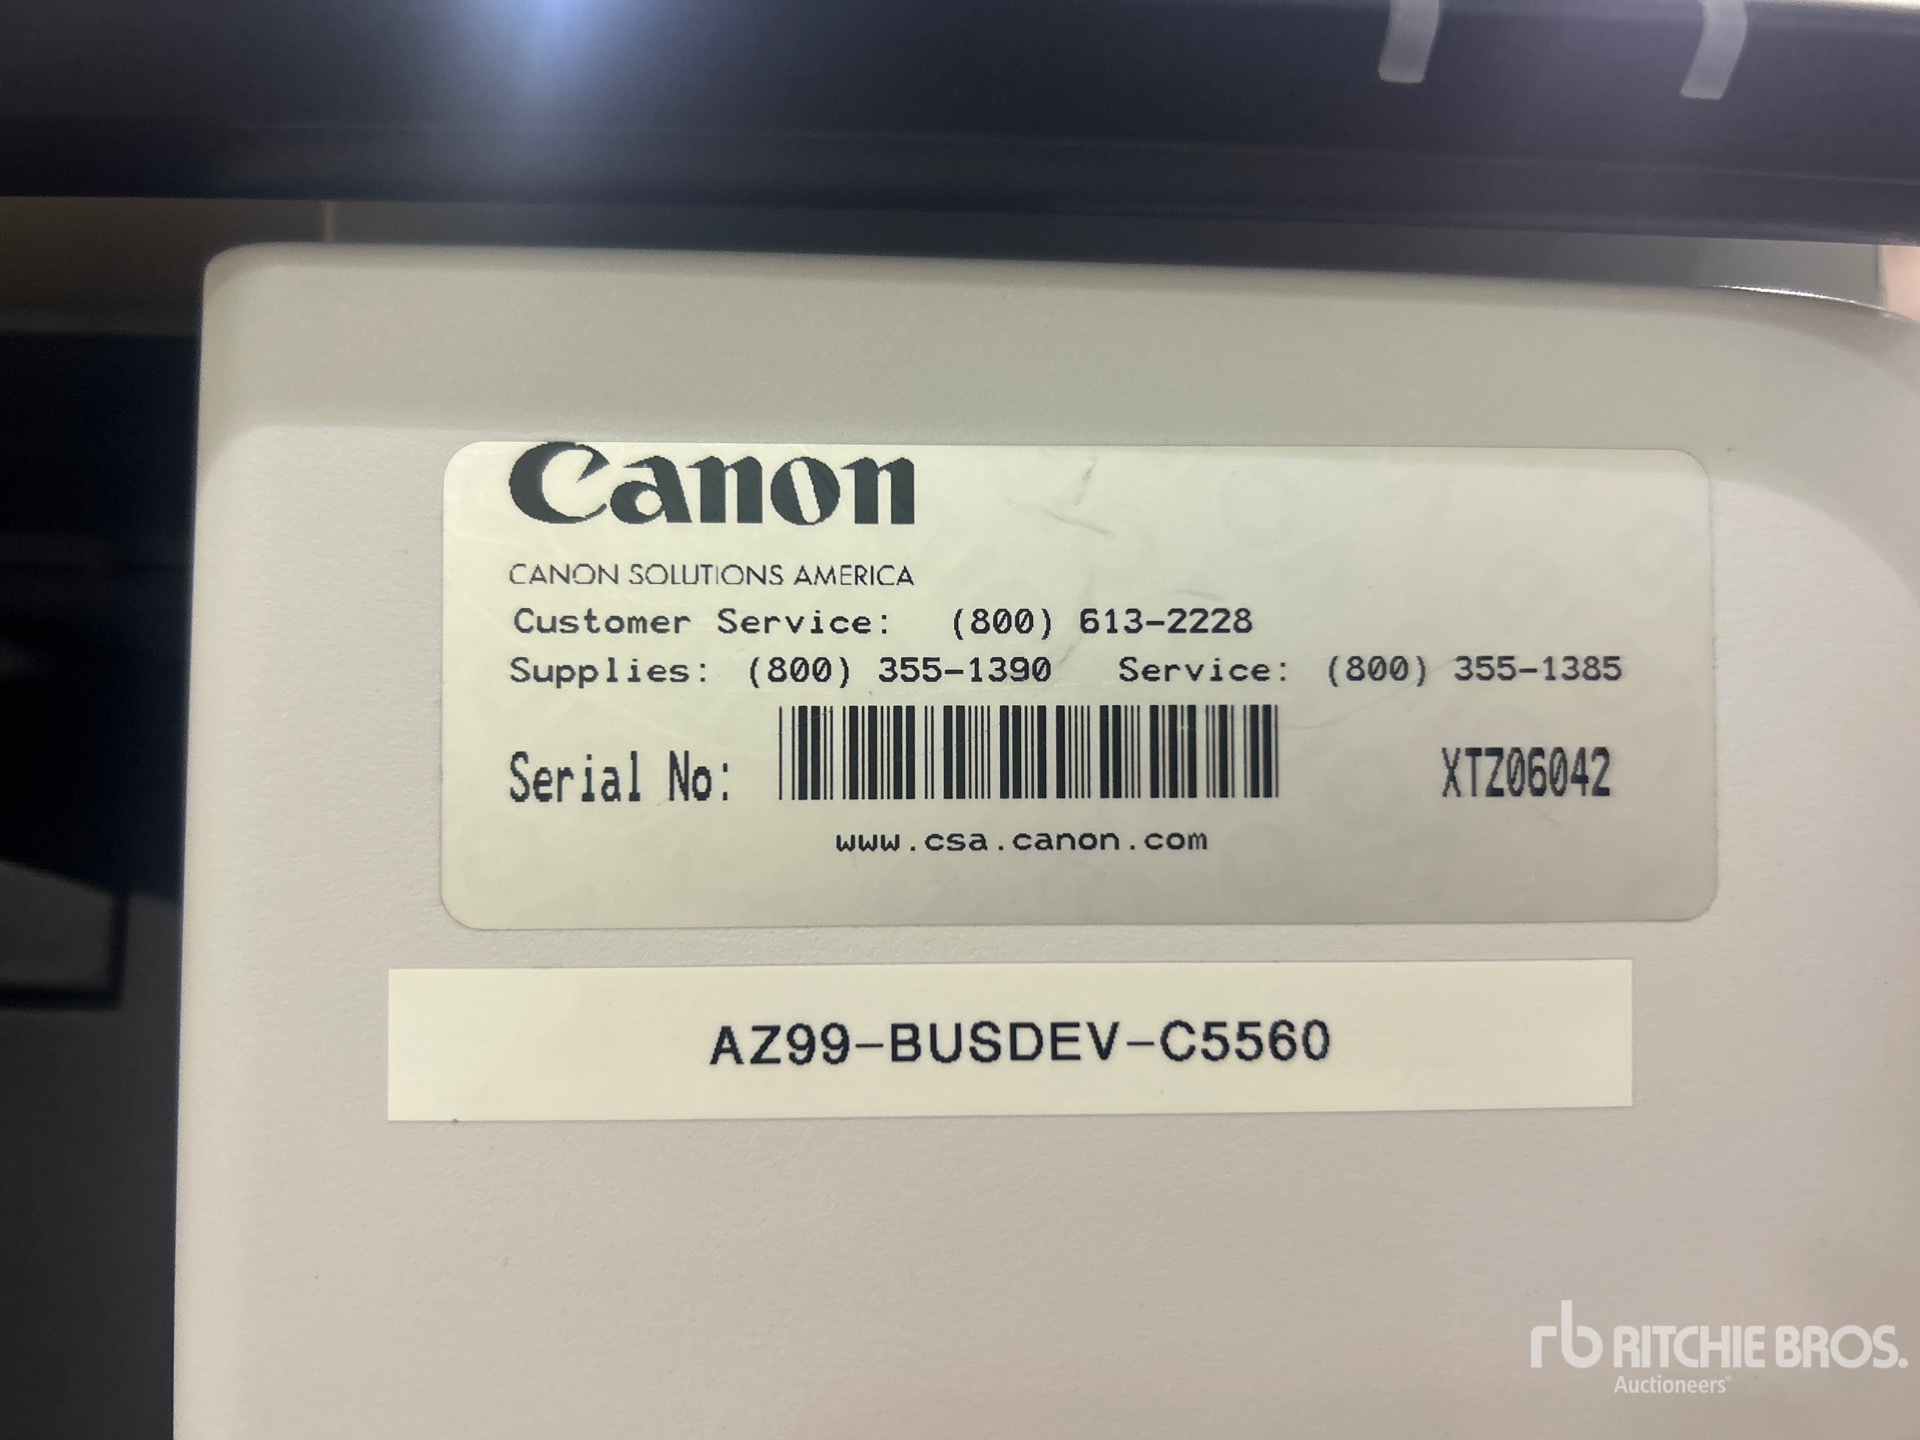 Canon
CANON SOLUTIONS AMERICA
Customer Service: (800) 613-2228
Supplies: (800) 355-1390 Service: (800) 355-1385
Serial No: XTZ06042
www.csa.canon.com
AZ99-BUSDEV-C5560
rb RITCHIE BROS.
Auctioneers